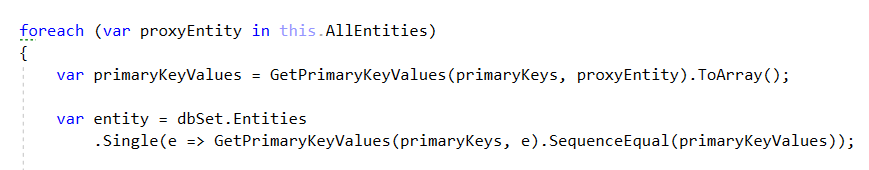 foreach (var proxyEntity in this.AllEntities)
{
var primaryKeyValues = GetPrimaryKeyValues(primaryKeys, proxyEntity).ToArray();
var entity = dbSet.Entities
.Single(e => GetPrimaryKeyValues(primaryKeys, e).SequenceEqual(primaryKeyValues));